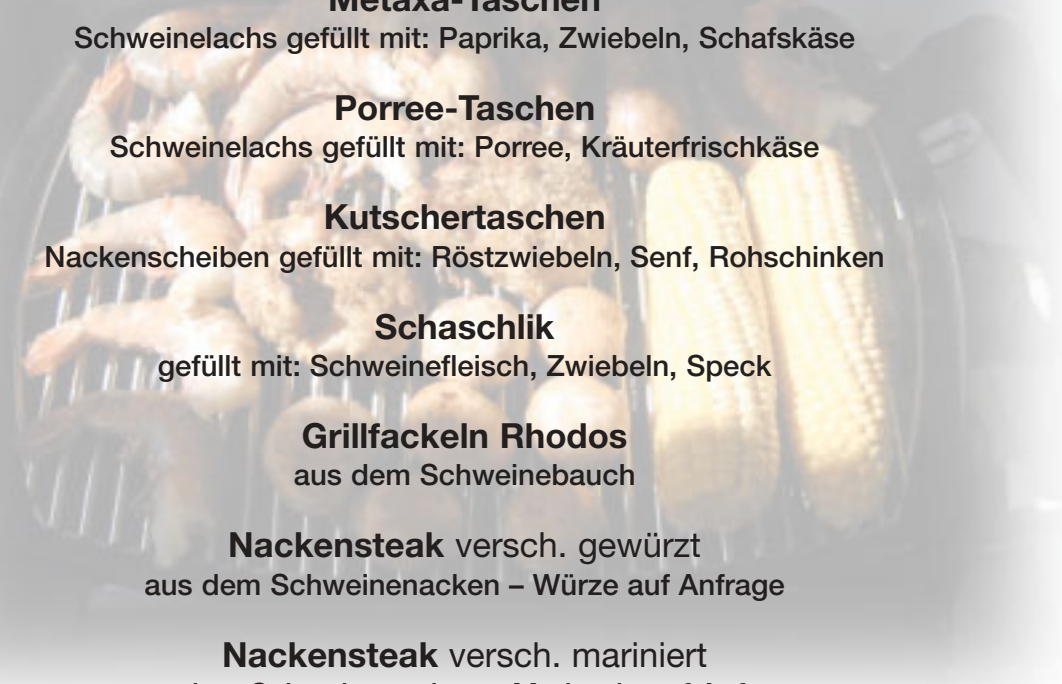 Metaxa-Taschen
Schweinelachs gefüllt mit: Paprika, Zwiebeln, Schafskäse
Porree-Taschen
Schweinelachs gefüllt mit: Porree, Kräuterfrischkäse
Kutschertaschen
Nackenscheiben gefüllt mit: Röstzwiebeln, Senf, Rohschinken
Schaschlik
gefüllt mit: Schweinefleisch, Zwiebeln, Speck
Grillfackeln Rhodos
aus dem Schweinebauch
Nackensteak versch. gewürzt
aus dem Schweinenacken – Würze auf Anfrage
Nackensteak versch. mariniert